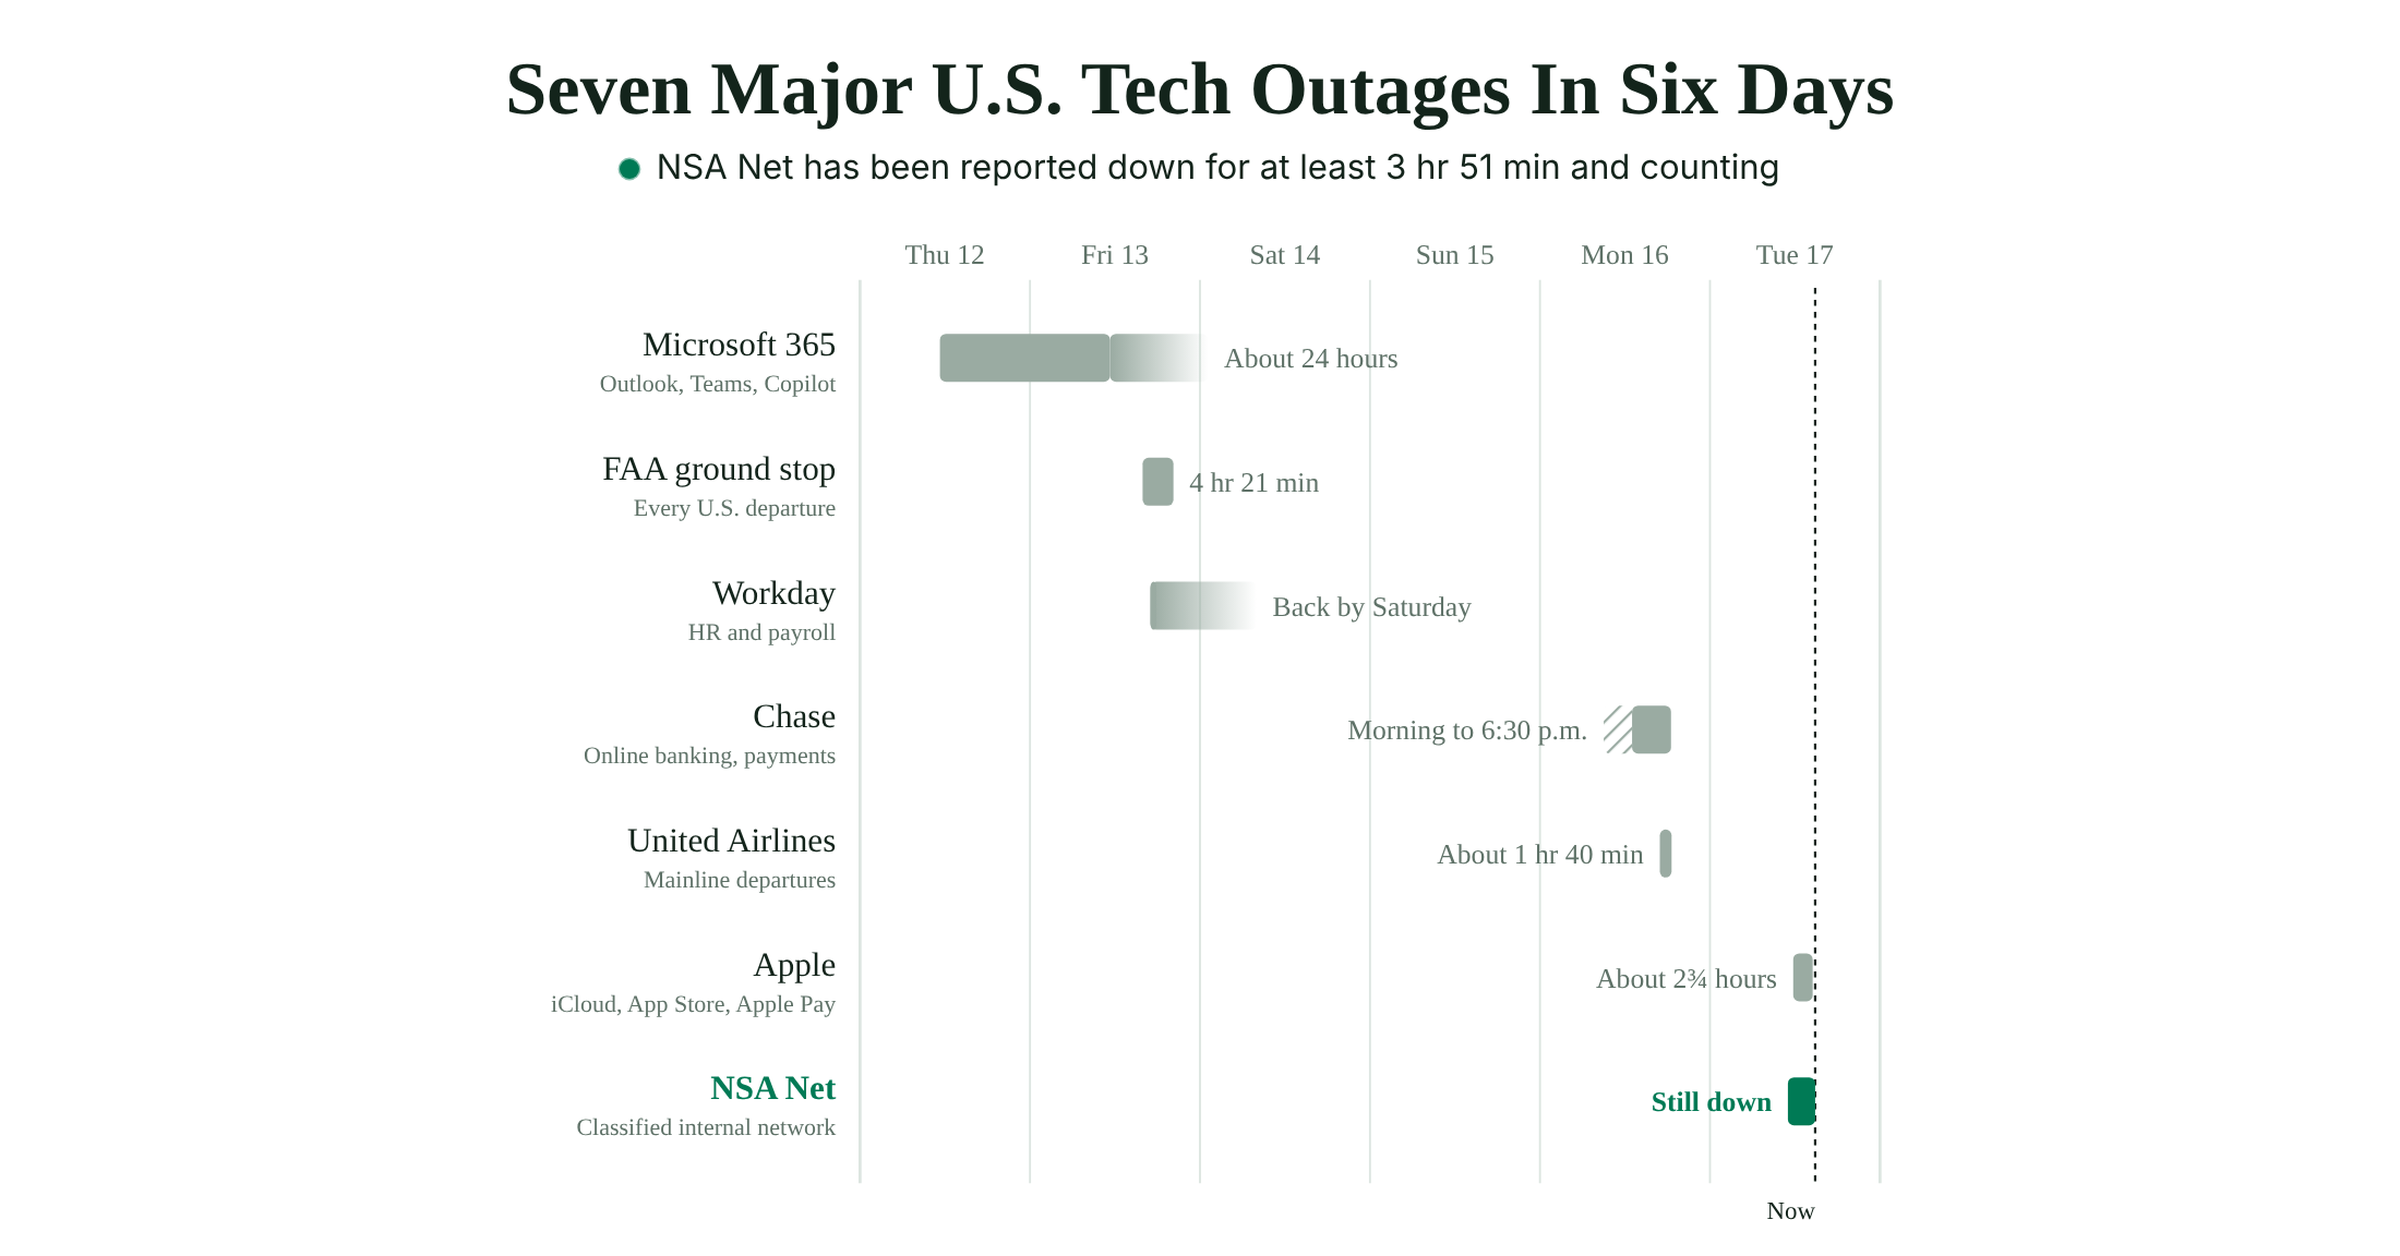 Seven Major U.S. Tech Outages In Six Days
NSA Net has been reported down for at least 3 hr 51 min and counting
Thu 12 Fri 13 Sat 14 Sun 15 Mon 16 Tue 17
Microsoft 365
Outlook, Teams, Copilot
About 24 hours
FAA ground stop
Every U.S. departure
4 hr 21 min
Workday
HR and payroll
Back by Saturday
Chase
Online banking, payments
Morning to 6:30 p.m.
United Airlines
Mainline departures
About 1 hr 40 min
Apple
iCloud, App Store, Apple Pay
About 2¾ hours
NSA Net
Classified internal network
Still down
Now